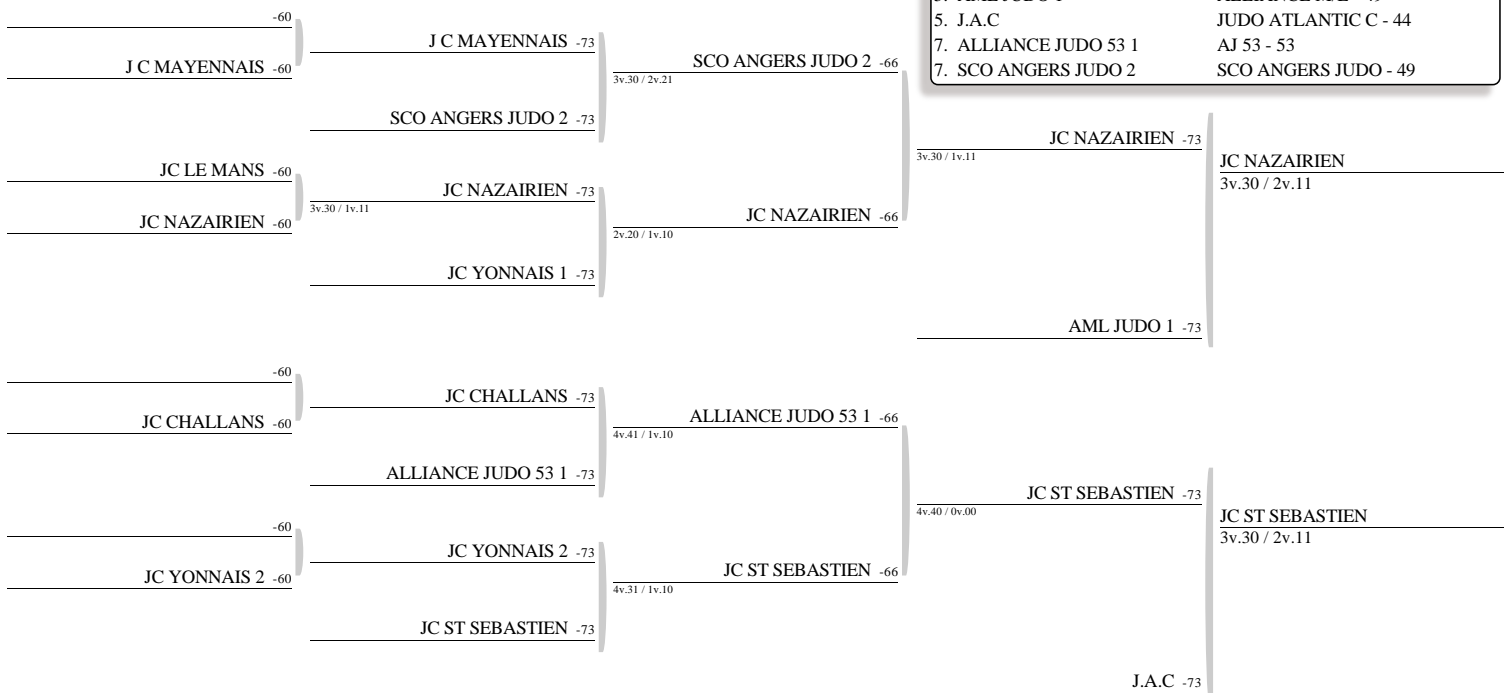 5. J.A.C JUDO ATLANTIC C - 44
7. ALLIANCE JUDO 53 1 AJ 53 - 53
7. SCO ANGERS JUDO 2 SCO ANGERS JUDO - 49
-60
J C MAYENNAIS -60
JC LE MANS -60
JC NAZAIRIEN -60
-60
JC CHALLANS -60
-60
JC YONNAIS 2 -60
J C MAYENNAIS -73
SCO ANGERS JUDO 2 -73
JC NAZAIRIEN -73
3v.30 / 1v.11
JC YONNAIS 1 -73
JC CHALLANS -73
ALLIANCE JUDO 53 1 -73
JC YONNAIS 2 -73
JC ST SEBASTIEN -73
SCO ANGERS JUDO 2 -66
3v.30 / 2v.21
JC NAZAIRIEN -66
2v.20 / 1v.10
ALLIANCE JUDO 53 1 -66
4v.41 / 1v.10
JC ST SEBASTIEN -66
4v.31 / 1v.10
JC NAZAIRIEN -73
3v.30 / 1v.11
AML JUDO 1 -73
JC ST SEBASTIEN -73
4v.40 / 0v.00
J.A.C -73
JC NAZAIRIEN
3v.30 / 2v.11
JC ST SEBASTIEN
3v.30 / 2v.11